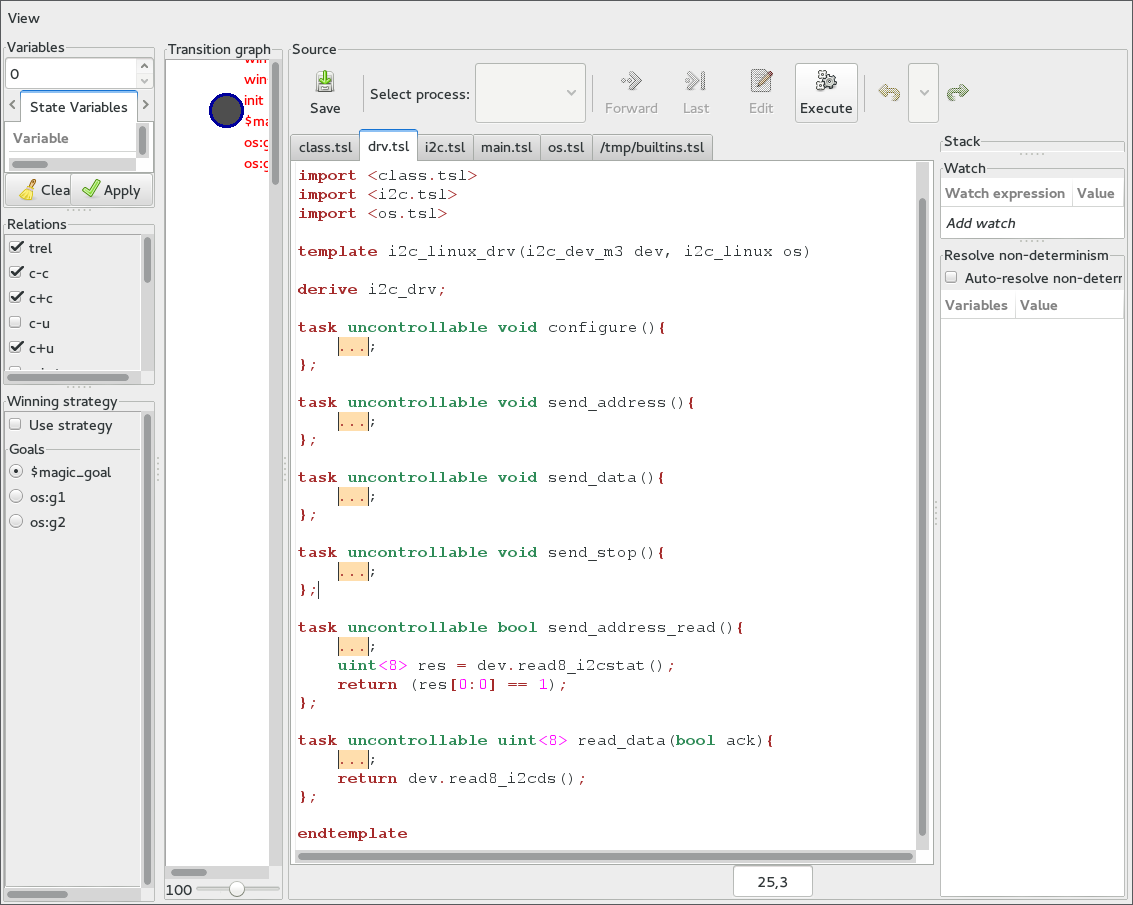 View
Variables
0
State Variables
Variable
Clea
Apply
Relations
trel
c-c
c+c
c-u
c+u
Winning strategy
Use strategy
Goals
$magic_goal
os:g1
os:g2
Transition graph
win
init
$ma
os:g
os:g
100
Source
Save
Select process:
Forward
Last
Edit
Execute
class.tsl drv.tsl i2c.tsl main.tsl os.tsl /tmp/builtins.tsl
import <class.tsl>
import <i2c.tsl>
import <os.tsl>
template i2c_linux_drv(i2c_dev_m3 dev, i2c_linux os)
derive i2c_drv;
task uncontrollable void configure(){
...;
};
task uncontrollable void send_address(){
...;
};
task uncontrollable void send_data(){
...;
};
task uncontrollable void send_stop(){
...;
};
task uncontrollable bool send_address_read(){
...;
uint<8> res = dev.read8_i2cstat();
return (res[0:0] == 1);
};
task uncontrollable uint<8> read_data(bool ack){
...;
return dev.read8_i2cds();
};
endtemplate
25,3
Stack
Watch
Watch expression Value
Add watch
Resolve non-determinism
Auto-resolve non-deterr
Variables Value